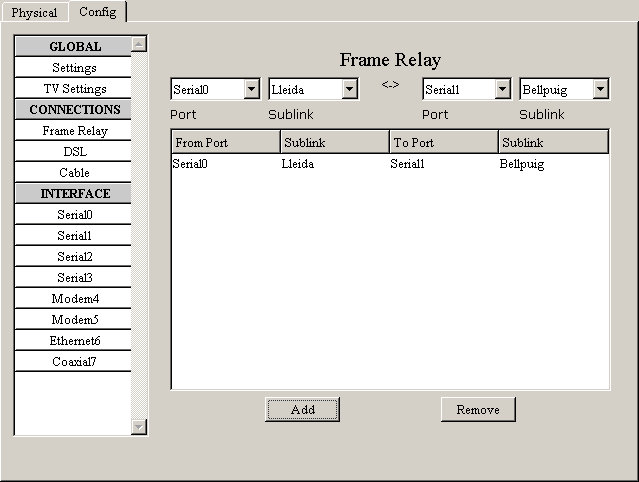 Physical Config
GLOBAL
Settings
TV Settings
CONNECTIONS
Frame Relay
DSL
Cable
INTERFACE
Serial0
Serial1
Serial2
Serial3
Modem4
Modem5
Ethernet6
Coaxial7
Frame Relay
Serial0 Lleida <-> Serial1 Bellpuig
Port Sublink Port Sublink
From Port Sublink To Port Sublink
Serial0 Lleida Serial1 Bellpuig
Add Remove